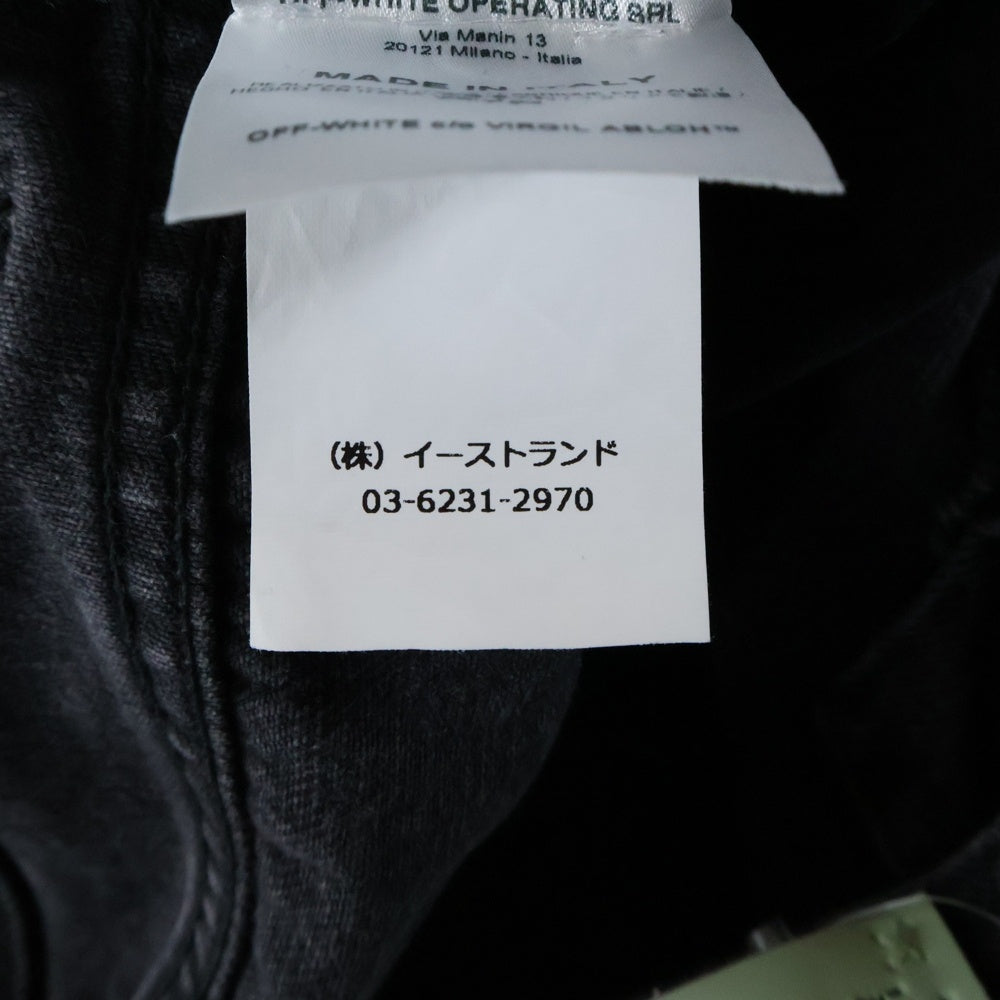 OFF-WHITE OPERATING SRL
Via Manin 13
20121 Milano - Italia
MADE IN ITALY
OFF-WHITE c/o VIRGIL ABLOH™
(株) イーストランド
03-6231-2970